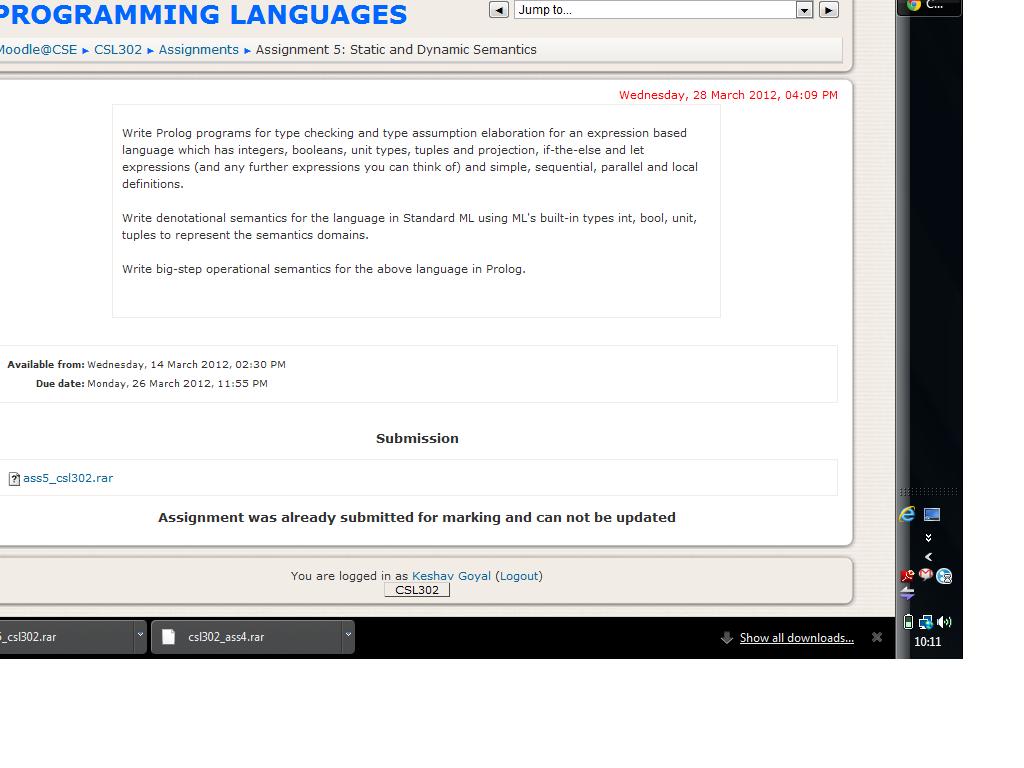 PROGRAMMING LANGUAGES
Jump to...
C...
Moodle@CSE ► CSL302 ► Assignments ► Assignment 5: Static and Dynamic Semantics
Wednesday, 28 March 2012, 04:09 PM
Write Prolog programs for type checking and type assumption elaboration for an expression based
language which has integers, booleans, unit types, tuples and projection, if-the-else and let
expressions (and any further expressions you can think of) and simple, sequential, parallel and local
definitions.
Write denotational semantics for the language in Standard ML using ML's built-in types int, bool, unit,
tuples to represent the semantics domains.
Write big-step operational semantics for the above language in Prolog.
Available from: Wednesday, 14 March 2012, 02:30 PM
Due date: Monday, 26 March 2012, 11:55 PM
Submission
ass5_csl302.rar
Assignment was already submitted for marking and can not be updated
You are logged in as Keshav Goyal (Logout)
CSL302
_csl302.rar
csl302_ass4.rar
Show all downloads...
10:11